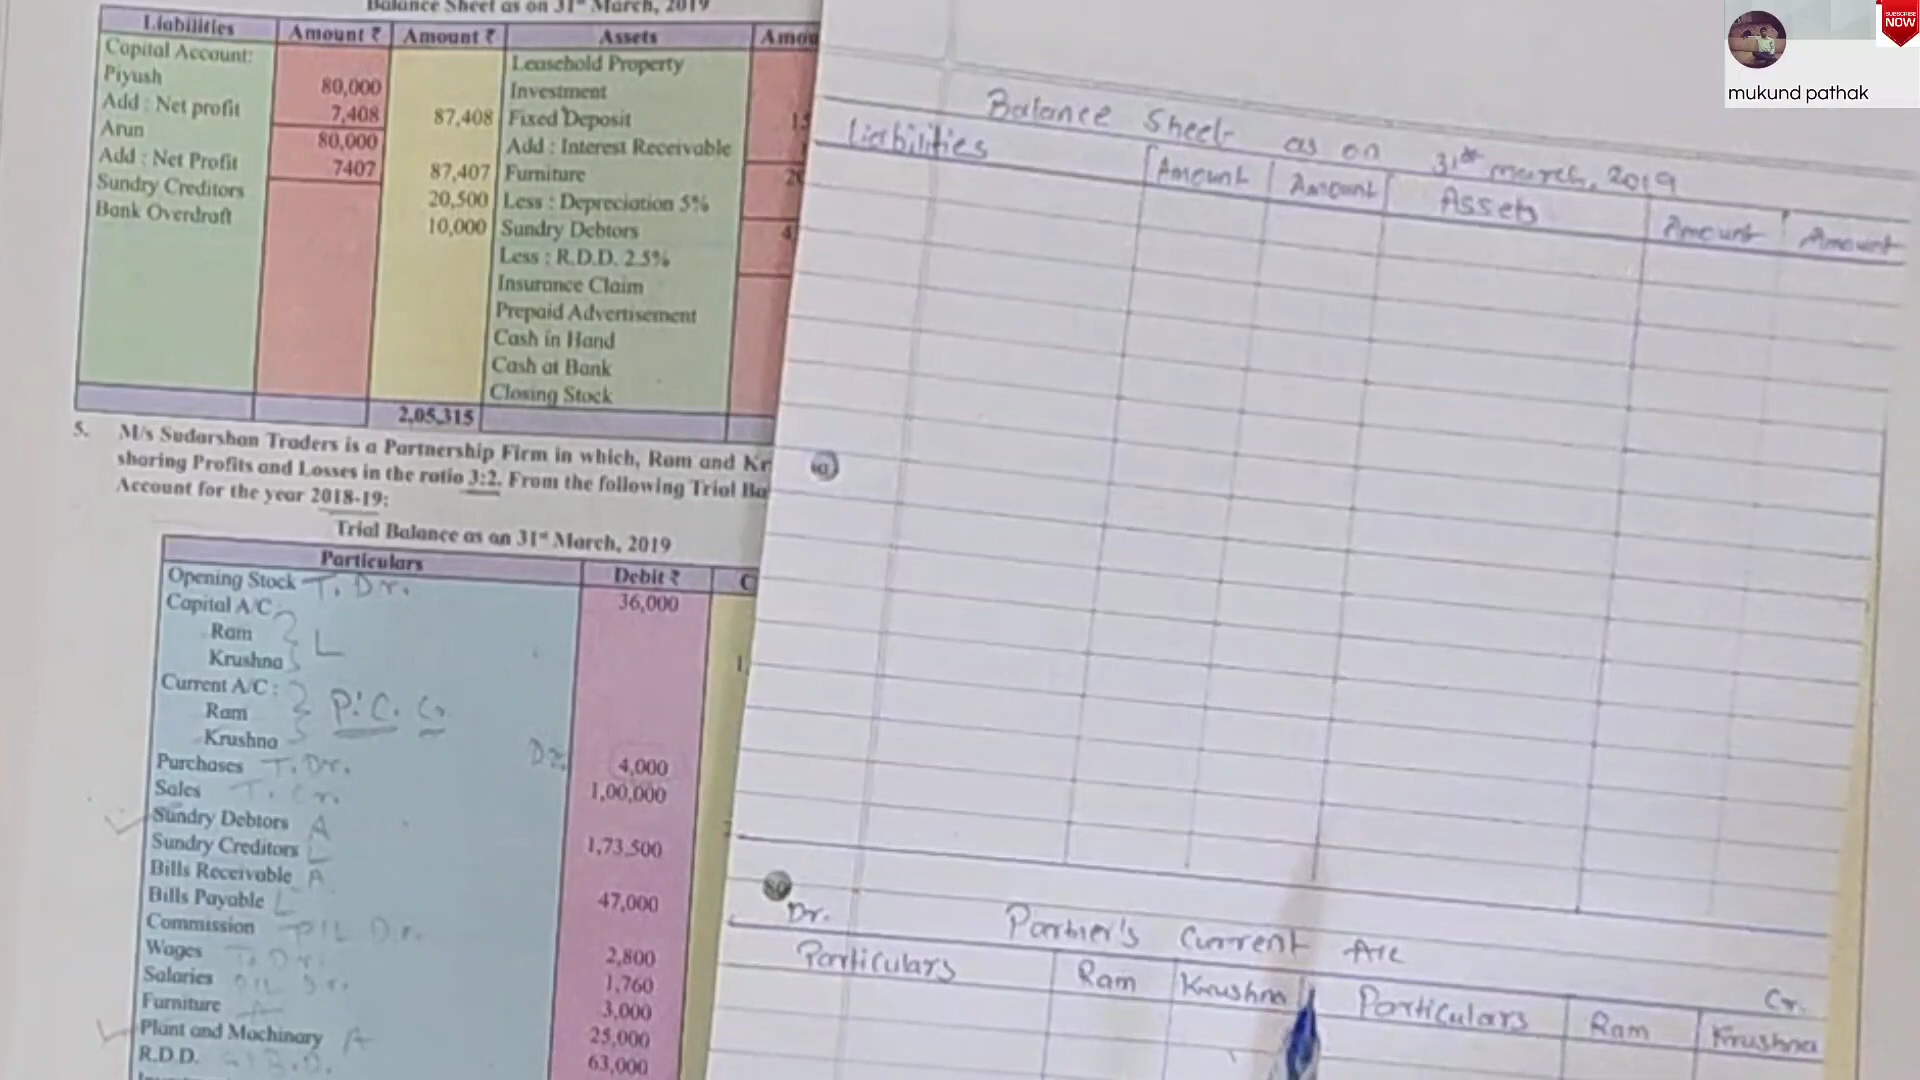 Balance Sheet as on 31st March, 2019
Liabilities Amount ₹ Amount ₹ Assets Amou
Capital Account: Leasehold Property
Piyush 80,000 Investment
Add : Net profit 7,408 87,408 Fixed Deposit
Arun 80,000 Add : Interest Receivable
Add : Net Profit 7407 87,407 Furniture
Sundry Creditors 20,500 Less : Depreciation 5%
Bank Overdraft 10,000 Sundry Debtors
Less : R.D.D. 2.5%
Insurance Claim
Prepaid Advertisement
Cash in Hand
Cash at Bank
Closing Stock
2,05,315
5. M/s Sudarshan Traders is a Partnership Firm in which, Ram and Kr
sharing Profits and Losses in the ratio 3:2. From the following Trial Ba
Account for the year 2018-19:
Trial Balance as an 31st March, 2019
Particulars Debit ₹ C
Opening Stock T. Dr. 36,000
Capital A/C
Ram L
Krushna
Current A/C :
Ram P.C.
Krushna Dr. 4,000
Purchases T. Dr. 1,00,000
Sales T. Cr.
Sundry Debtors A 1,73,500
Sundry Creditors L
Bills Receivable A 47,000
Bills Payable L
Commission P/L Dr. 2,800
Wages T. Dr. 1,760
Salaries P/L Dr. 3,000
Furniture A 25,000
Plant and Machinary A 63,000
R.D.D.
Balance Sheet as on 31st march, 2019
Liabilities Amount Amount Assets Amount Amount
Dr. Partner's Current A/c Cr.
Particulars Ram Krushna Particulars Ram Krushna
SUBSCRIBE
NOW
mukund pathak